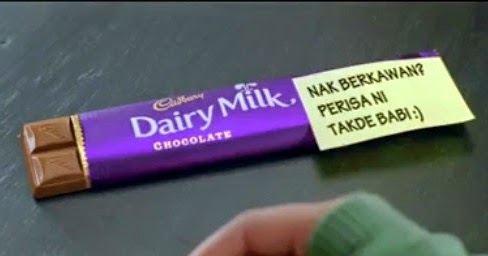 Cadbury
Dairy Milk
CHOCOLATE
NAK BERKAWAN?
PERISA NI
TAKDE BABI :)